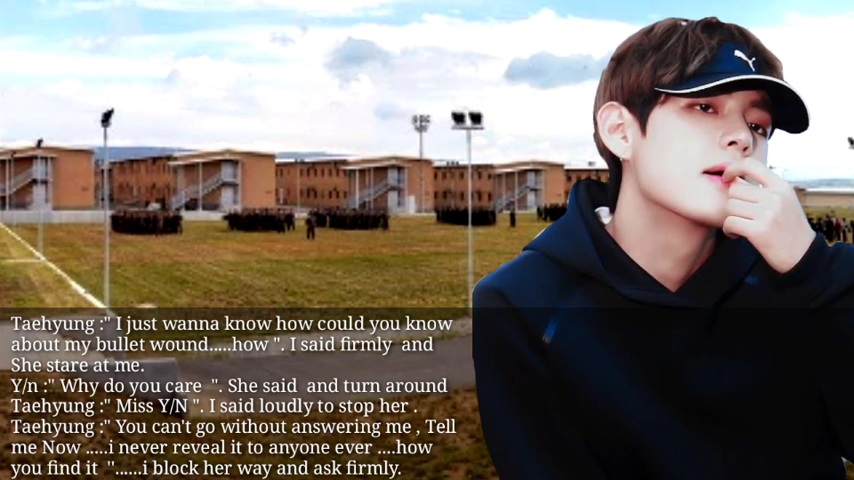 Taehyung :" I just wanna know how could you know
about my bullet wound.....how ". I said firmly  and
She stare at me.
Y/n :" Why do you care  ". She said  and turn around
Taehyung :" Miss Y/N ". I said loudly to stop her .
Taehyung :" You can't go without answering me , Tell
me Now .....i never reveal it to anyone ever ....how
you find it  "......i block her way and ask firmly.